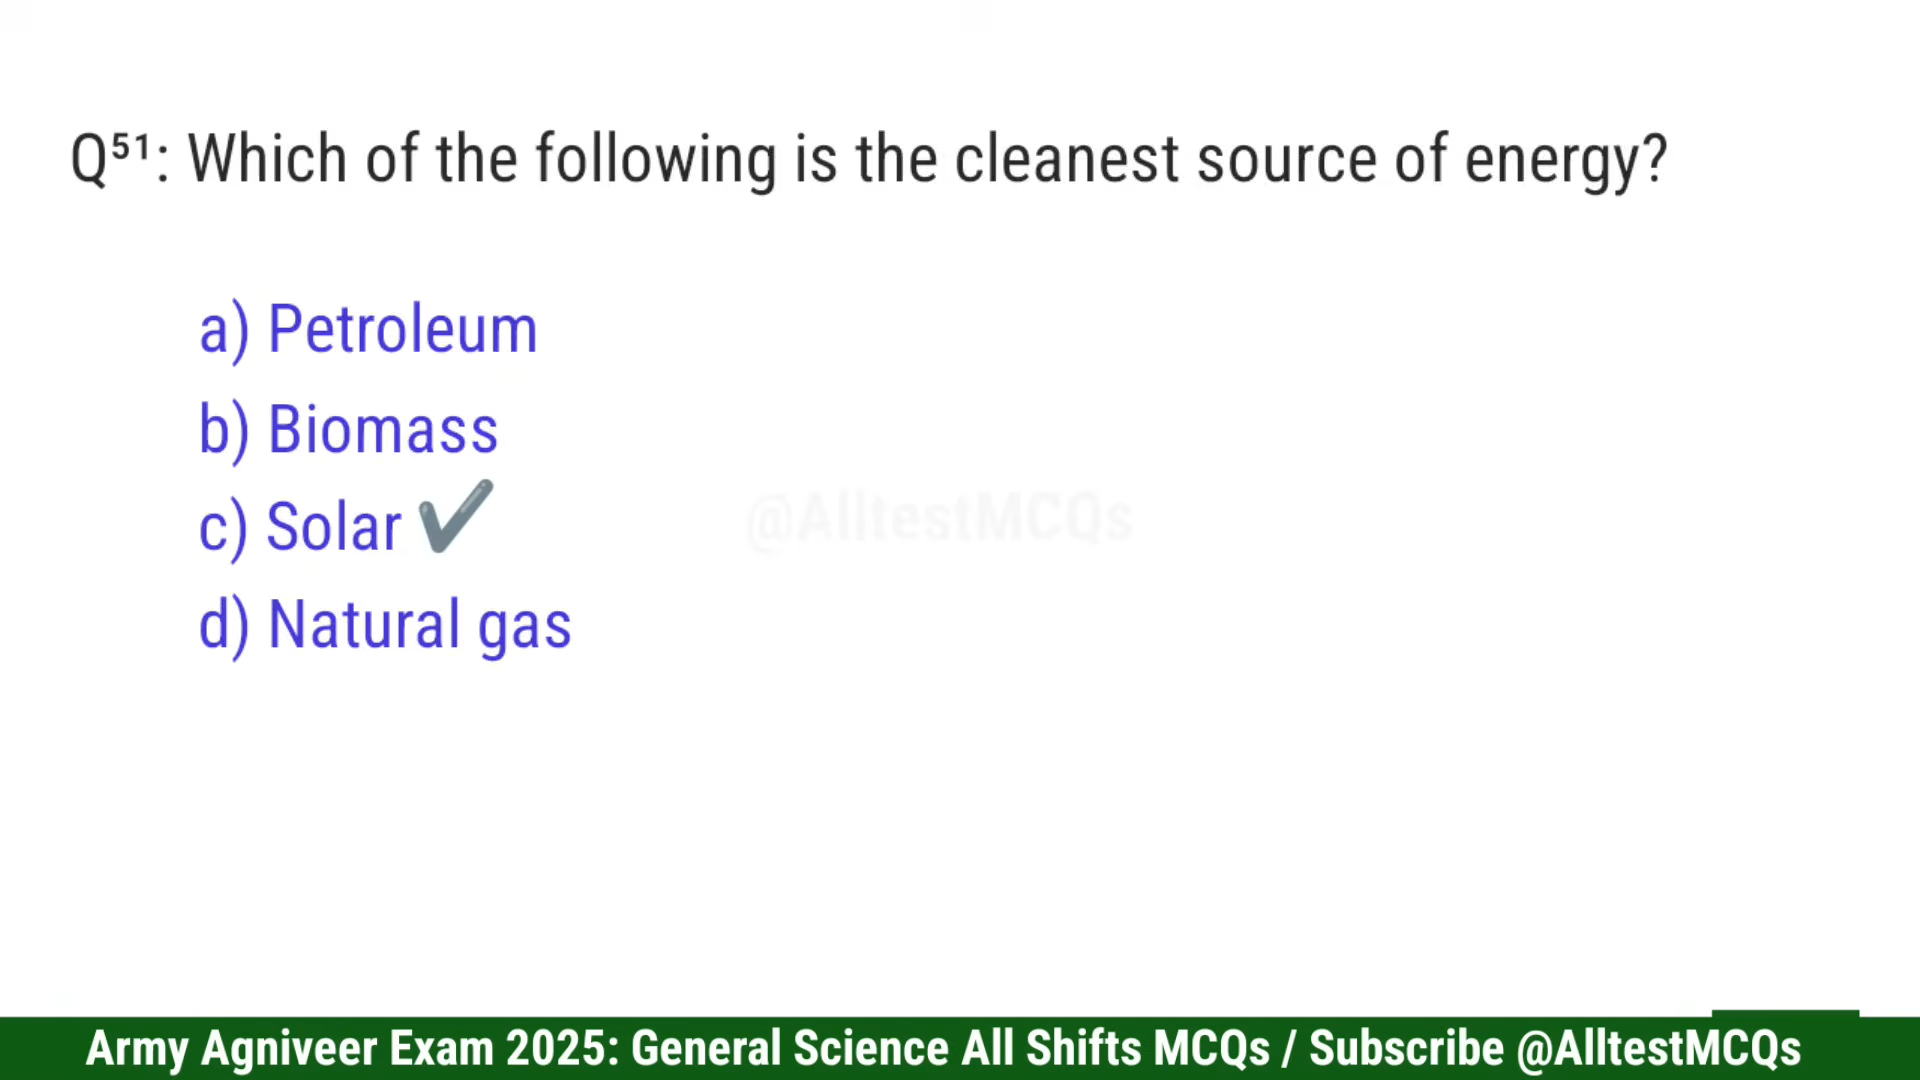 Q⁵¹: Which of the following is the cleanest source of energy?
a) Petroleum
b) Biomass
c) Solar ✔
@AlltestMCQs
d) Natural gas
Army Agniveer Exam 2025: General Science All Shifts MCQs / Subscribe @AlltestMCQs